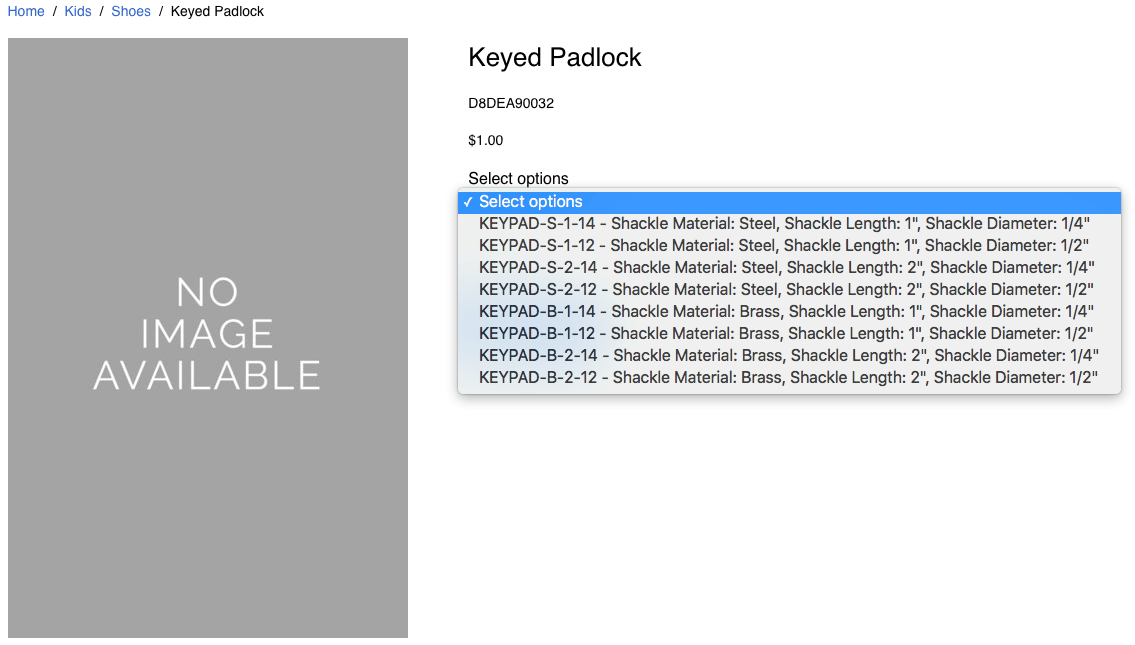 Home / Kids / Shoes / Keyed Padlock
Keyed Padlock
D8DEA90032
$1.00
Select options
✓ Select options
KEYPAD-S-1-14 - Shackle Material: Steel, Shackle Length: 1", Shackle Diameter: 1/4"
KEYPAD-S-1-12 - Shackle Material: Steel, Shackle Length: 1", Shackle Diameter: 1/2"
KEYPAD-S-2-14 - Shackle Material: Steel, Shackle Length: 2", Shackle Diameter: 1/4"
KEYPAD-S-2-12 - Shackle Material: Steel, Shackle Length: 2", Shackle Diameter: 1/2"
KEYPAD-B-1-14 - Shackle Material: Brass, Shackle Length: 1", Shackle Diameter: 1/4"
KEYPAD-B-1-12 - Shackle Material: Brass, Shackle Length: 1", Shackle Diameter: 1/2"
KEYPAD-B-2-14 - Shackle Material: Brass, Shackle Length: 2", Shackle Diameter: 1/4"
KEYPAD-B-2-12 - Shackle Material: Brass, Shackle Length: 2", Shackle Diameter: 1/2"
NO
IMAGE
AVAILABLE